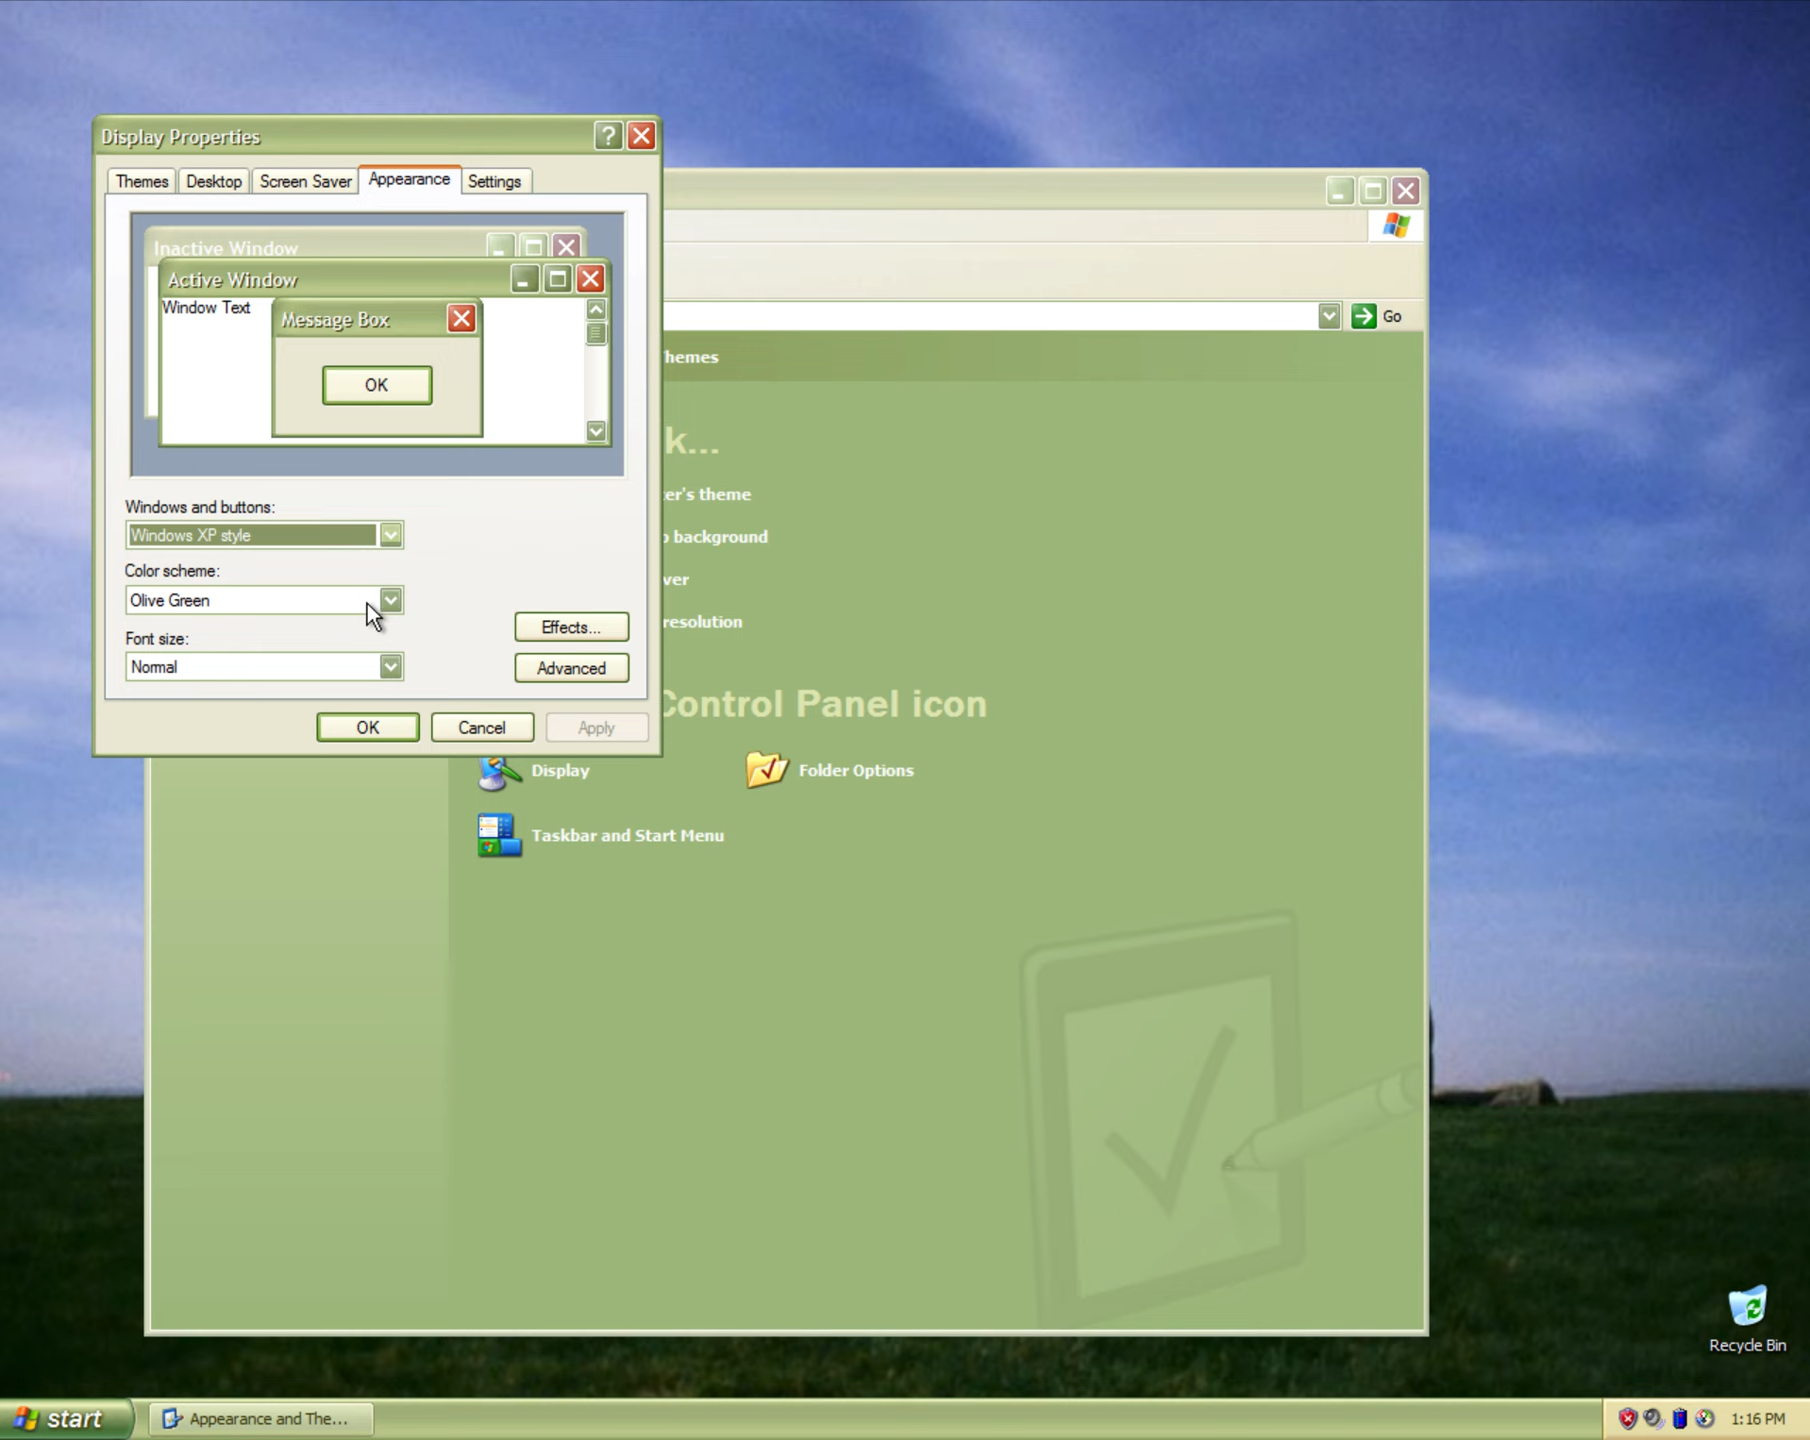 Display Properties
Themes
Desktop
Screen Saver
Appearance
Settings
Inactive Window
Active Window
Window Text
Message Box
OK
Windows and buttons:
Windows XP style
Color scheme:
Olive Green
Font size:
Normal
Effects...
Advanced
OK
Cancel
Apply
Go
hemes
k...
er's theme
background
ver
resolution
Control Panel icon
Display
Folder Options
Taskbar and Start Menu
Recycle Bin
start
Appearance and The...
1:16 PM